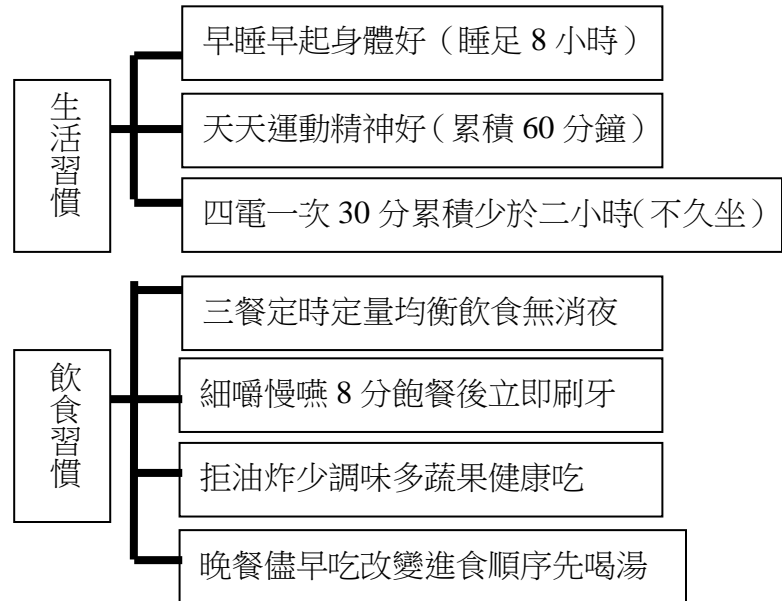 生活習慣
早睡早起身體好（睡足 8 小時）
天天運動精神好（累積 60 分鐘）
四電一次 30 分累積少於二小時（不久坐）
飲食習慣
三餐定時定量均衡飲食無消夜
細嚼慢嚥 8 分飽餐後立即刷牙
拒油炸少調味多蔬果健康吃
晚餐儘早吃改變進食順序先喝湯